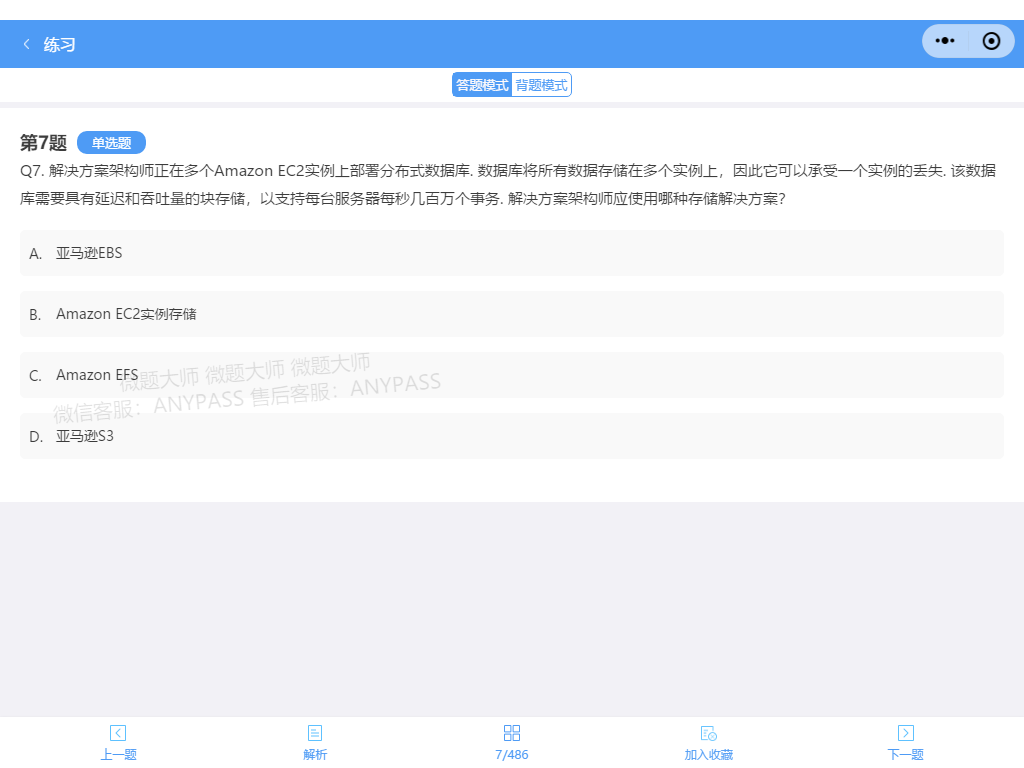 练习
答题模式 背题模式
第7题 单选题
Q7. 解决方案架构师正在多个Amazon EC2实例上部署分布式数据库. 数据库将所有数据存储在多个实例上，因此它可以承受一个实例的丢失. 该数据
库需要具有延迟和吞吐量的块存储，以支持每台服务器每秒几百万个事务. 解决方案架构师应使用哪种存储解决方案？
A. 亚马逊EBS
B. Amazon EC2实例存储
C. Amazon EFS
微题大师 微题大师 微题大师
微信客服：ANYPASS 售后客服：ANYPASS
D. 亚马逊S3
上一题 解析 7/486 加入收藏 下一题